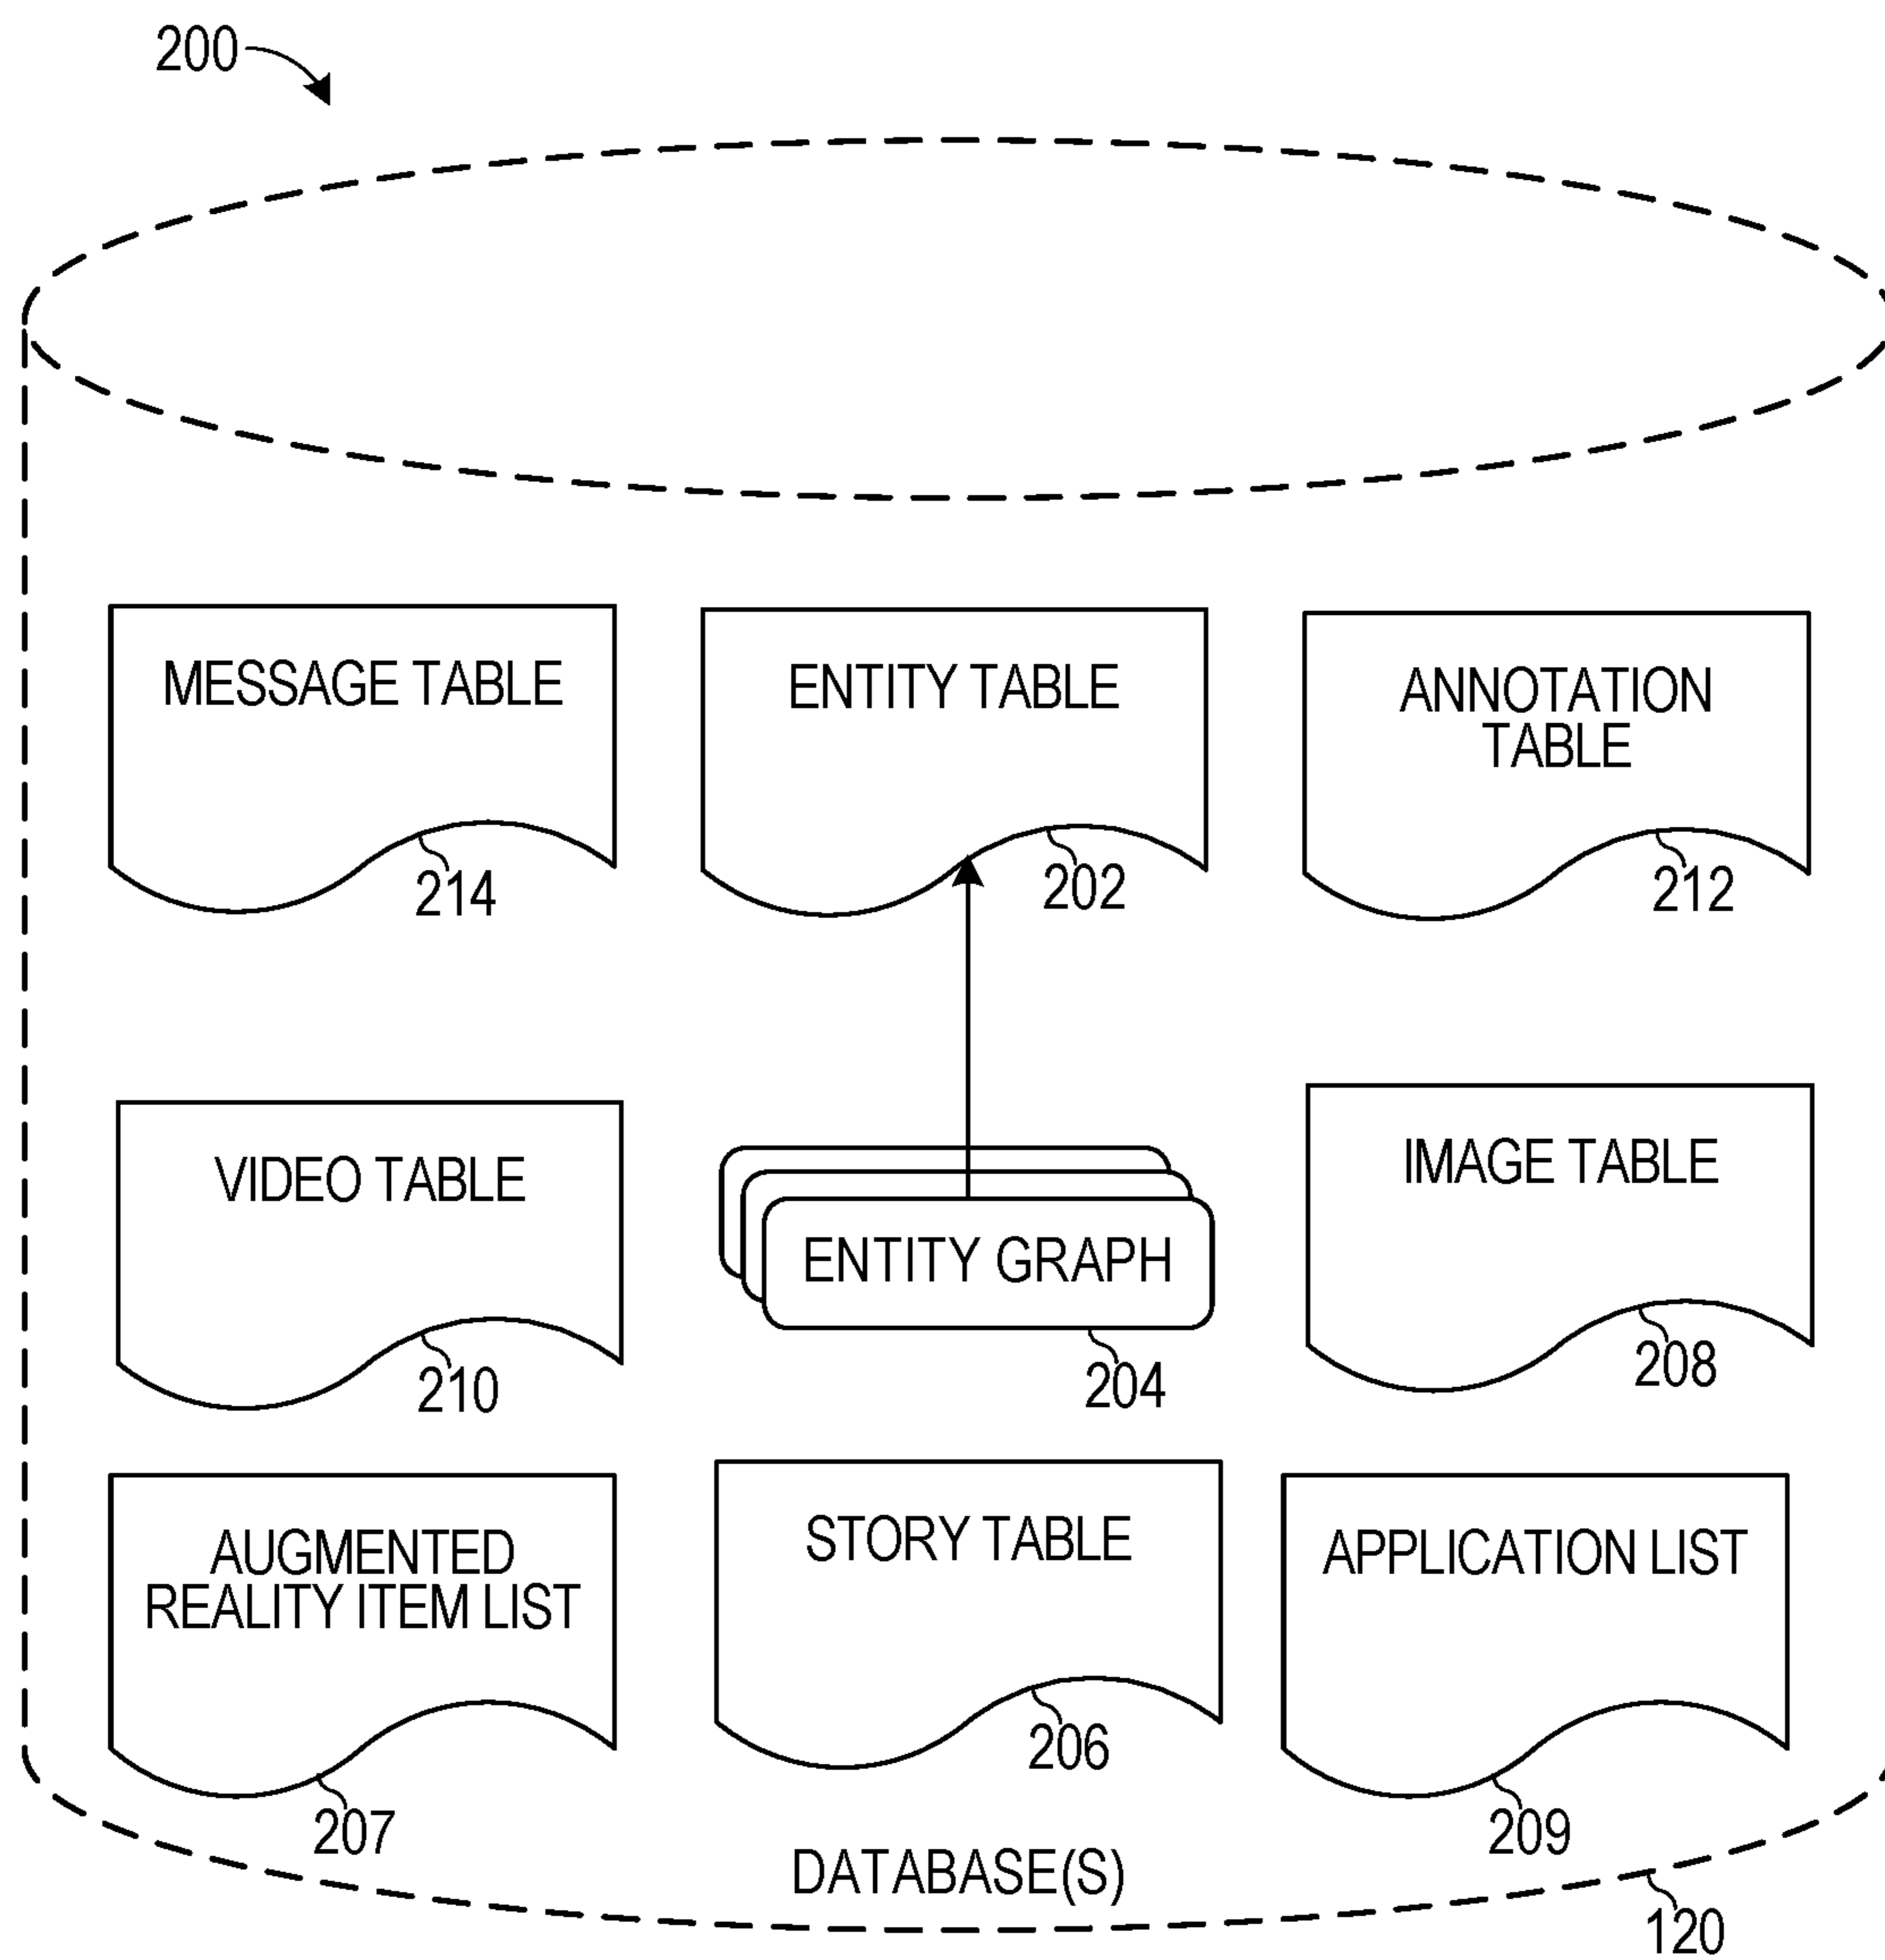 200
MESSAGE TABLE
214
ENTITY TABLE
202
ANNOTATION
TABLE
212
VIDEO TABLE
210
ENTITY GRAPH
204
IMAGE TABLE
208
AUGMENTED
REALITY ITEM LIST
207
STORY TABLE
206
APPLICATION LIST
209
DATABASE(S)
120